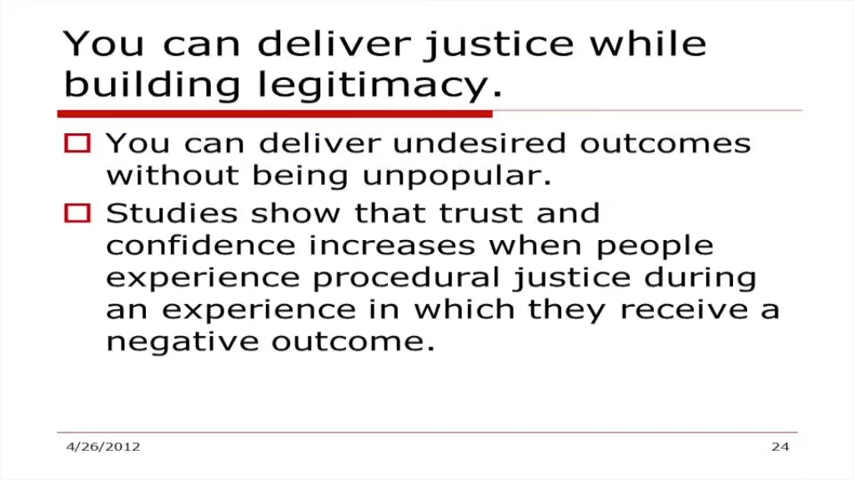 You can deliver justice while
building legitimacy.
You can deliver undesired outcomes
without being unpopular.
Studies show that trust and
confidence increases when people
experience procedural justice during
an experience in which they receive a
negative outcome.
4/26/2012
24